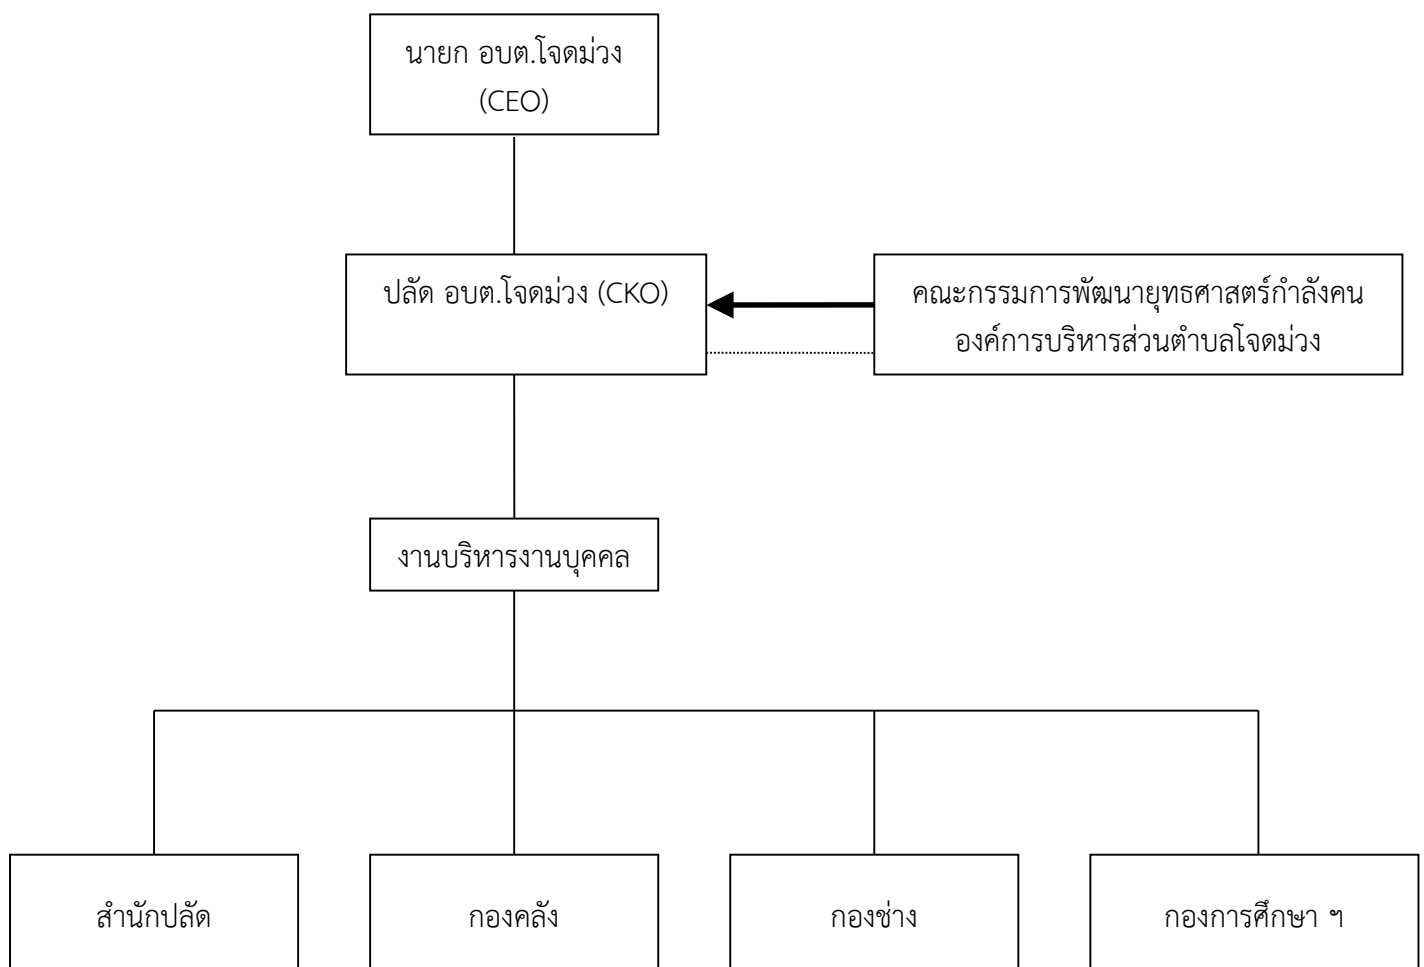 นายก อบต.โจดม่วง
(CEO)
ปลัด อบต.โจดม่วง (CKO)
คณะกรรมการพัฒนายุทธศาสตร์กำลังคน
องค์การบริหารส่วนตำบลโจดม่วง
งานบริหารงานบุคคล
สำนักปลัด
กองคลัง
กองช่าง
กองการศึกษา ฯ